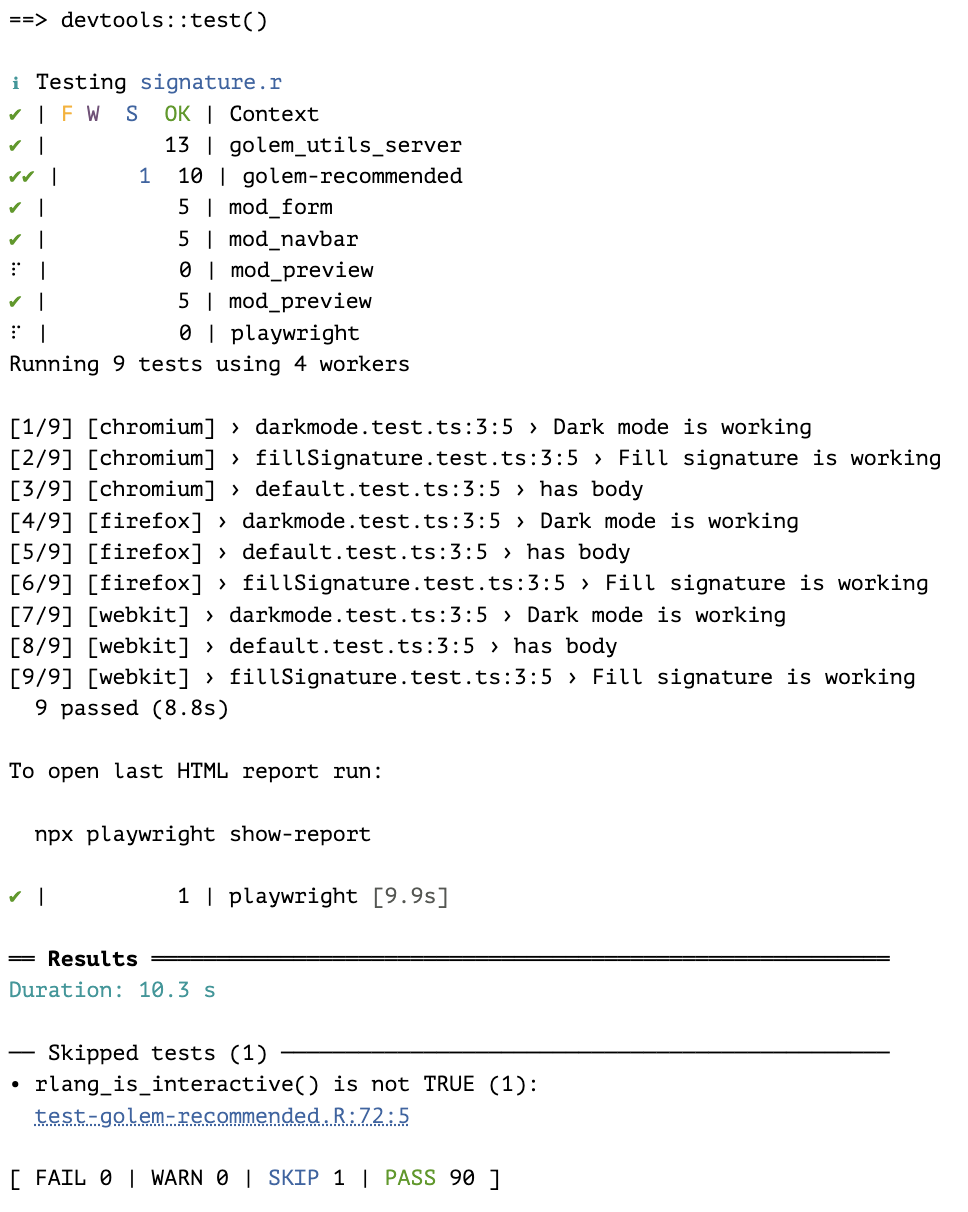 ==> devtools::test()
ℹ Testing signature.r
✔ | F W  S  OK | Context
✔ |         13 | golem_utils_server
✔✔ |      1  10 | golem-recommended
✔ |          5 | mod_form
✔ |          5 | mod_navbar
⠏ |          0 | mod_preview
✔ |          5 | mod_preview
⠏ |          0 | playwright
Running 9 tests using 4 workers
[1/9] [chromium] › darkmode.test.ts:3:5 › Dark mode is working
[2/9] [chromium] › fillSignature.test.ts:3:5 › Fill signature is working
[3/9] [chromium] › default.test.ts:3:5 › has body
[4/9] [firefox] › darkmode.test.ts:3:5 › Dark mode is working
[5/9] [firefox] › default.test.ts:3:5 › has body
[6/9] [firefox] › fillSignature.test.ts:3:5 › Fill signature is working
[7/9] [webkit] › darkmode.test.ts:3:5 › Dark mode is working
[8/9] [webkit] › default.test.ts:3:5 › has body
[9/9] [webkit] › fillSignature.test.ts:3:5 › Fill signature is working
  9 passed (8.8s)
To open last HTML report run:
  npx playwright show-report
✔ |          1 | playwright [9.9s]
══ Results ═════════════════════════════════════════════════════════
Duration: 10.3 s
── Skipped tests (1) ───────────────────────────────────────────────
• rlang_is_interactive() is not TRUE (1):
  test-golem-recommended.R:72:5
[ FAIL 0 | WARN 0 | SKIP 1 | PASS 90 ]